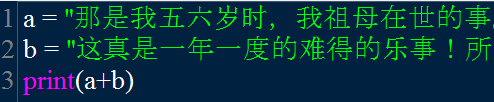 1 a = "那是我五六岁时，我祖母在世的事
2 b = "这真是一年一度的难得的乐事！所
3 print(a+b)